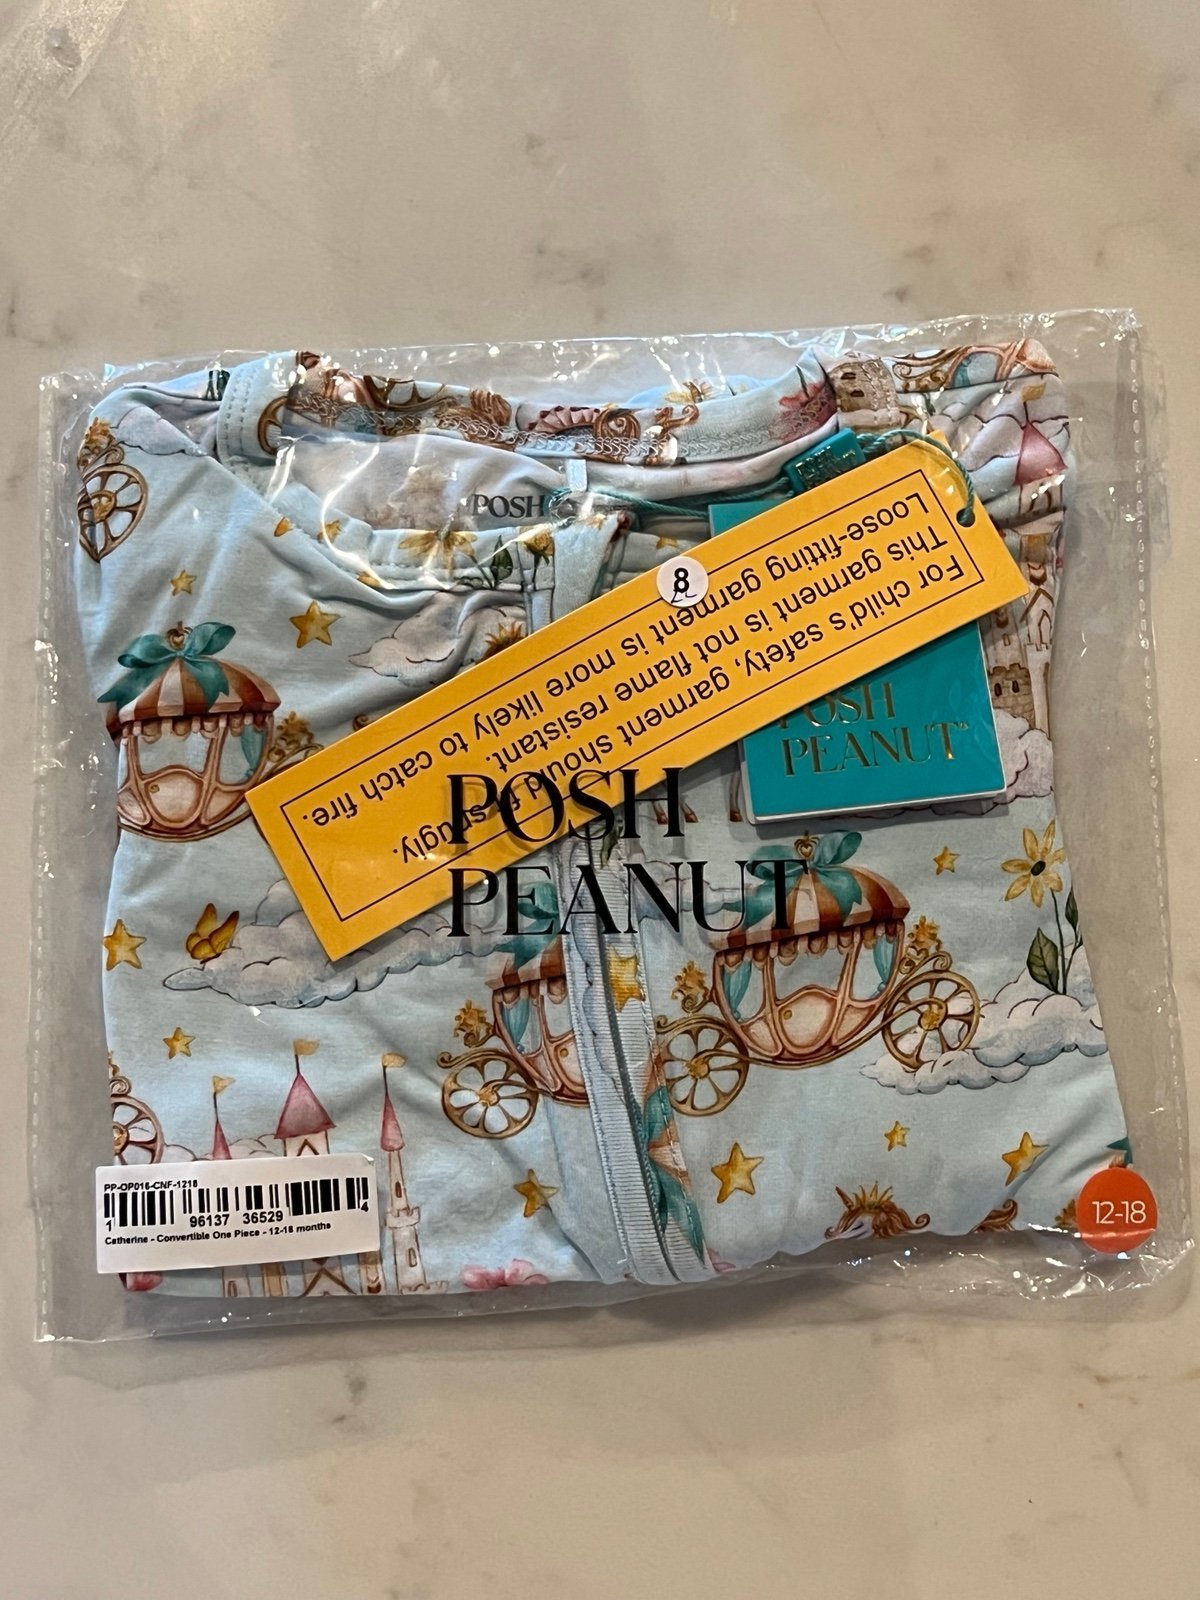 POSH
8
For child's safety, garment should fit snugly.
This garment is not flame resistant.
Loose-fitting garment is more likely to catch fire.
POSH
PEANUT
POSH
PEANUT
PP-OP016-CNF-1218
1 96137 36529 4
Catherine - Convertible One Piece - 12-18 months
12-18